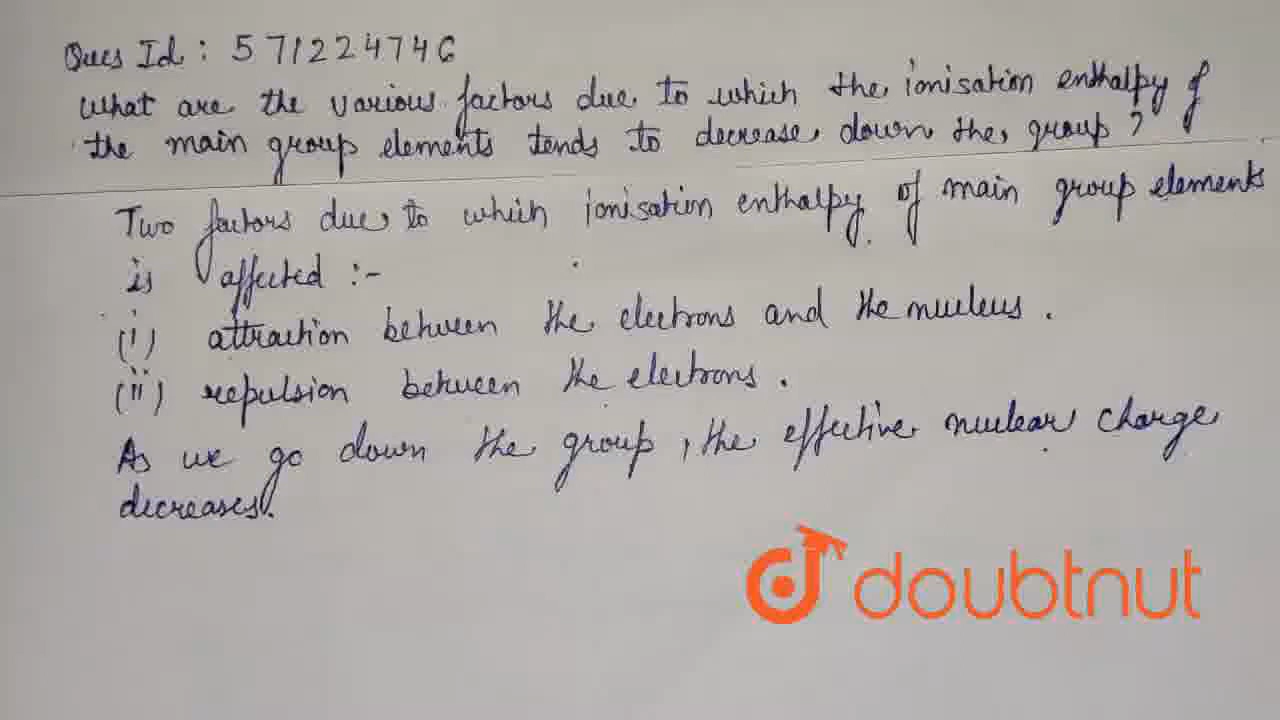 Ques Id : 571224746
What are the various factors due to which the ionisation enthalpy of
the main group elements tends to decrease down the group ?
Two factors due to which ionisation enthalpy of main group elements
is affected :-
(i) attraction between the electrons and the nucleus.
(ii) repulsion between the electrons.
As we go down the group, the effective nuclear charge
decreases.
doubtnut